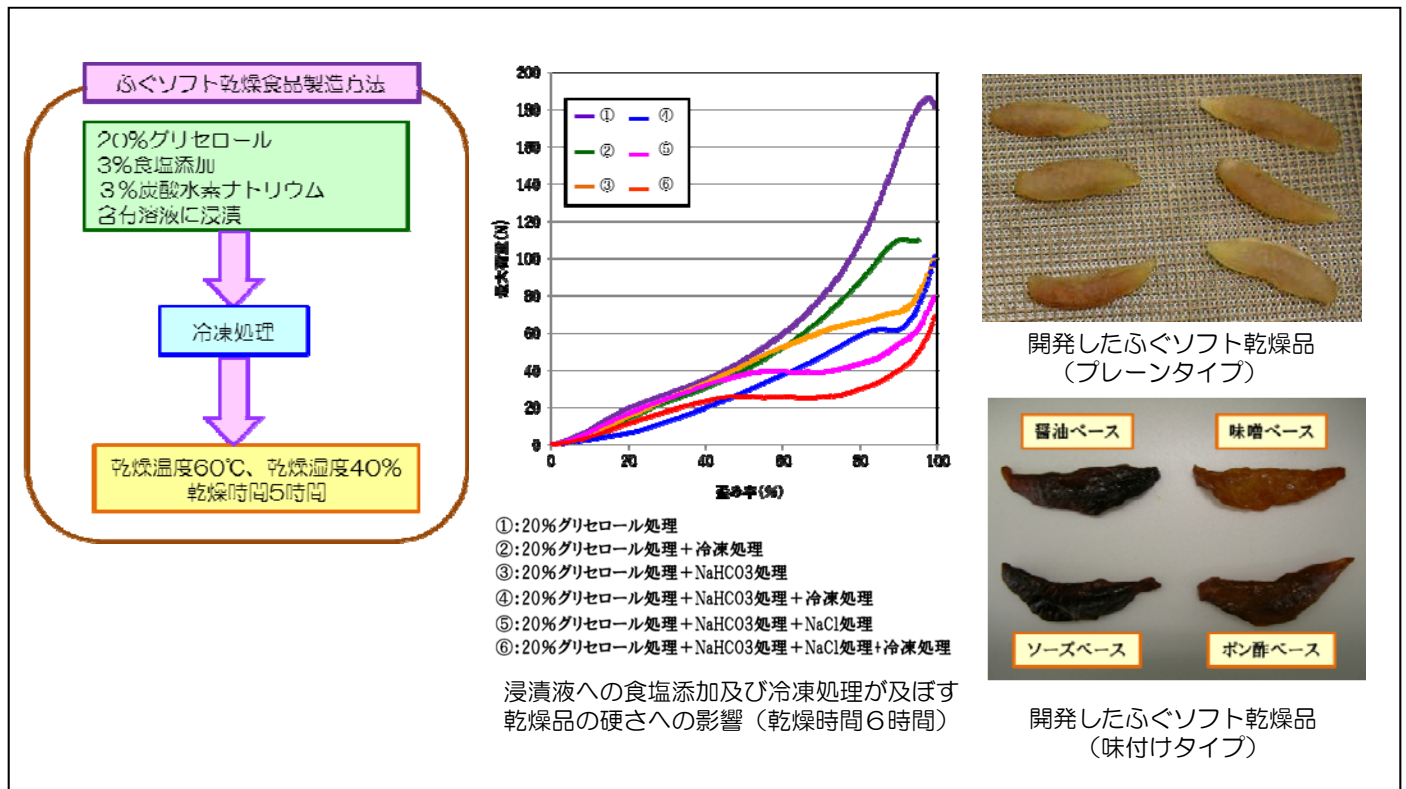 ふぐソフト乾燥食品製造方法
20%グリセロール
3%食塩添加
3%炭酸水素ナトリウム
含有溶液に浸漬
冷凍処理
乾燥温度60℃、乾燥湿度40%
乾燥時間5時間
200
180
160
140
120
100
80
60
40
20
0
最大荷重(N)
① ④
② ⑤
③ ⑥
0 20 40 60 80 100
歪み率(%)
①:20%グリセロール処理
②:20%グリセロール処理+冷凍処理
③:20%グリセロール処理+NaHCO3処理
④:20%グリセロール処理+NaHCO3処理+冷凍処理
⑤:20%グリセロール処理+NaHCO3処理+NaCl処理
⑥:20%グリセロール処理+NaHCO3処理+NaCl処理+冷凍処理
浸漬液への食塩添加及び冷凍処理が及ぼす
乾燥品の硬さへの影響(乾燥時間6時間)
開発したふぐソフト乾燥品
(プレーンタイプ)
醤油ベース
味噌ベース
ソーズベース
ポン酢ベース
開発したふぐソフト乾燥品
(味付けタイプ)